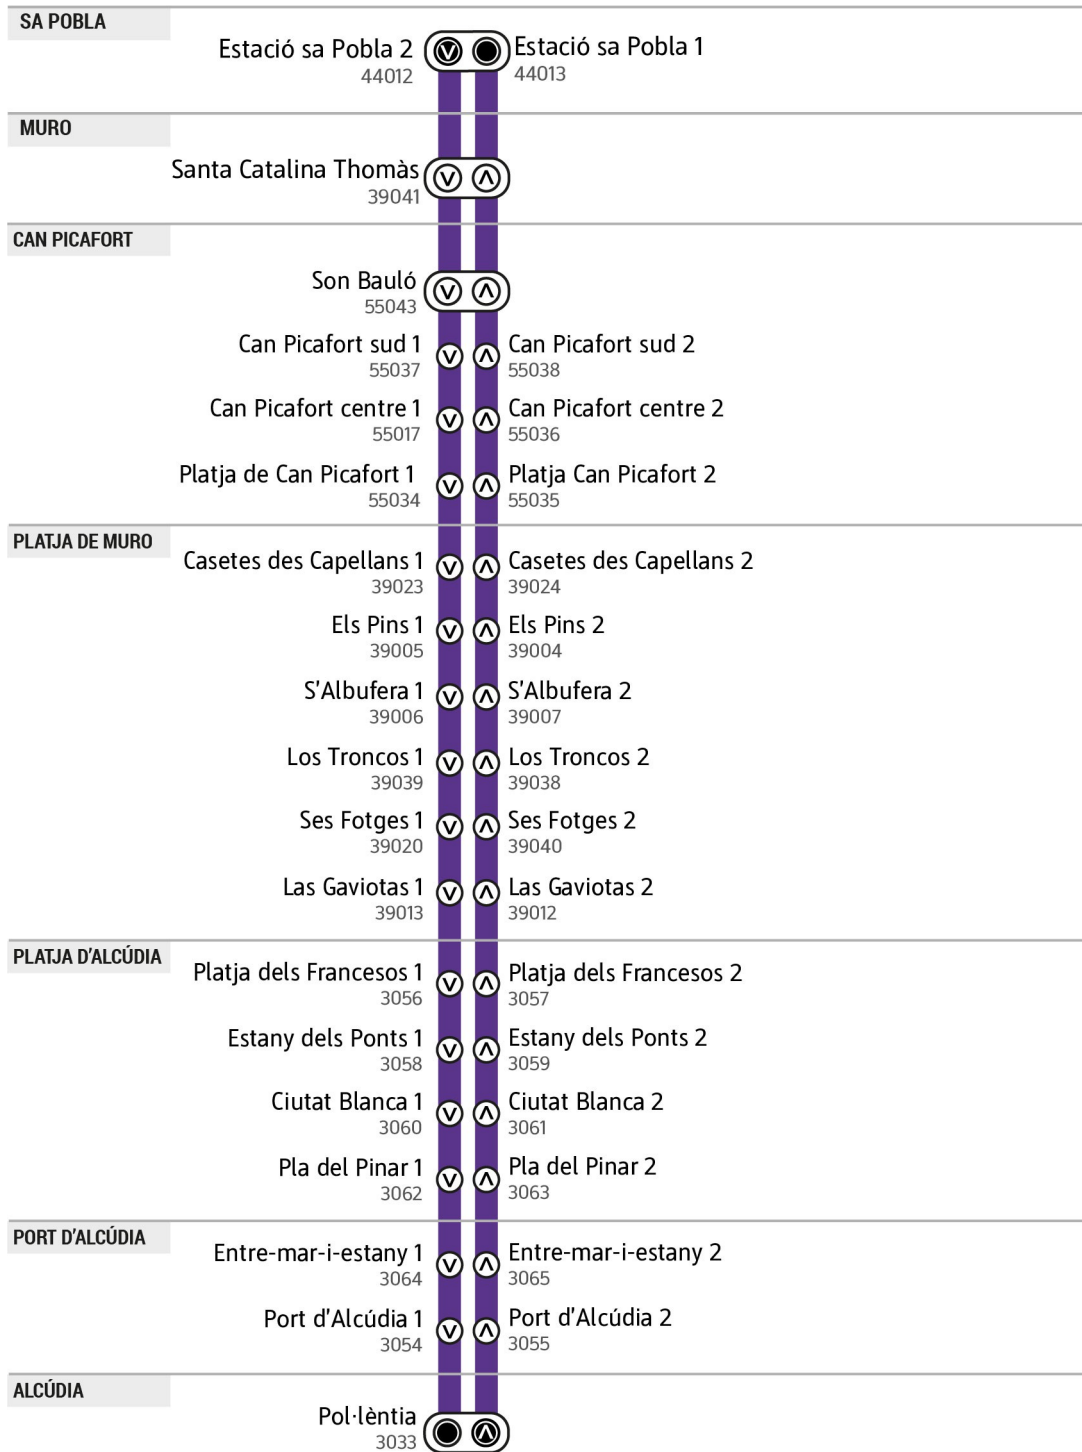 SA POBLA
Estació sa Pobla 2
44012
Estació sa Pobla 1
44013
MURO
Santa Catalina Thomàs
39041
CAN PICAFORT
Son Bauló
55043
Can Picafort sud 1
55037
Can Picafort sud 2
55038
Can Picafort centre 1
55017
Can Picafort centre 2
55036
Platja de Can Picafort 1
55034
Platja Can Picafort 2
55035
PLATJA DE MURO
Casetes des Capellans 1
39023
Casetes des Capellans 2
39024
Els Pins 1
39005
Els Pins 2
39004
S'Albufera 1
39006
S'Albufera 2
39007
Los Troncos 1
39039
Los Troncos 2
39038
Ses Fotges 1
39020
Ses Fotges 2
39040
Las Gaviotas 1
39013
Las Gaviotas 2
39012
PLATJA D'ALCÚDIA
Platja dels Francesos 1
3056
Platja dels Francesos 2
3057
Estany dels Ponts 1
3058
Estany dels Ponts 2
3059
Ciutat Blanca 1
3060
Ciutat Blanca 2
3061
Pla del Pinar 1
3062
Pla del Pinar 2
3063
PORT D'ALCÚDIA
Entre-mar-i-estany 1
3064
Entre-mar-i-estany 2
3065
Port d'Alcúdia 1
3054
Port d'Alcúdia 2
3055
ALCÚDIA
Pol·lèntia
3033